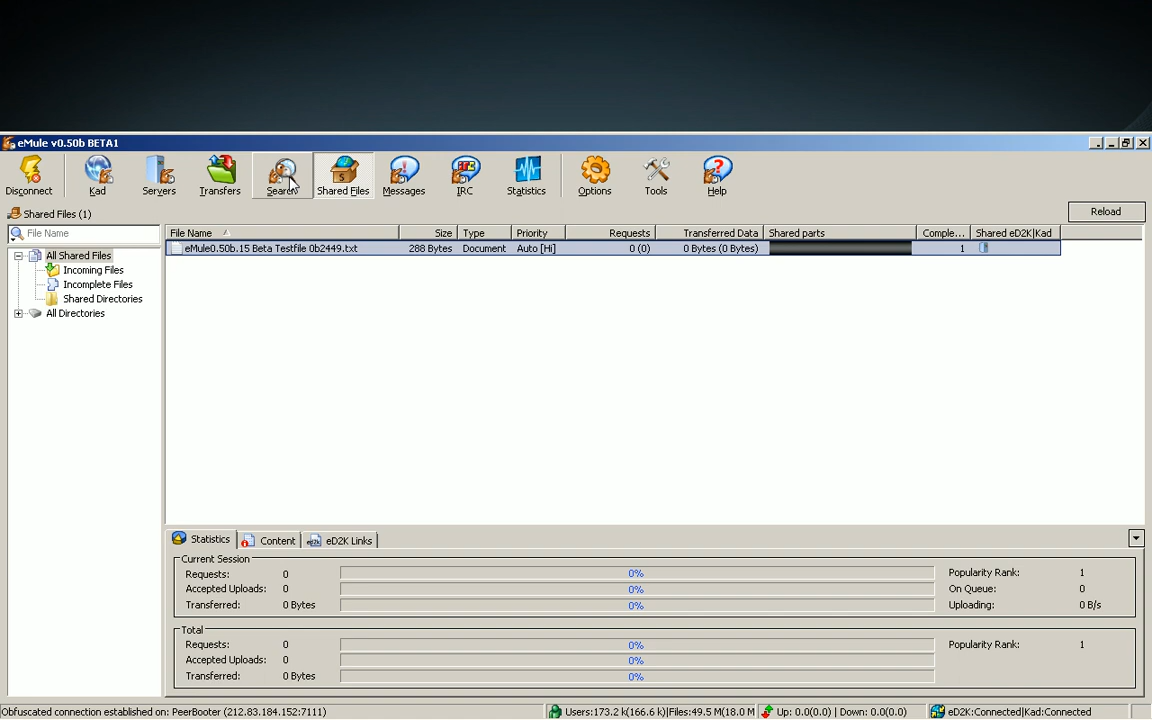 eMule v0.50b BETA1
Disconnect Kad Servers Transfers Search Shared Files Messages IRC Statistics Options Tools Help
Shared Files (1)
Reload
File Name
File Name Size Type Priority Requests Transferred Data Shared parts Comple... Shared eD2K|Kad
eMule0.50b.15 Beta Testfile 0b2449.txt 288 Bytes Document Auto [Hi] 0 (0) 0 Bytes (0 Bytes) 1
All Shared Files
Incoming Files
Incomplete Files
Shared Directories
All Directories
Statistics Content eD2K Links
Current Session
Requests: 0 0% Popularity Rank: 1
Accepted Uploads: 0 0% On Queue: 0
Transferred: 0 Bytes 0% Uploading: 0 B/s
Total
Requests: 0 0% Popularity Rank: 1
Accepted Uploads: 0 0%
Transferred: 0 Bytes 0%
Obfuscated connection established on: PeerBooter (212.83.184.152:7111) Users:173.2 k(166.6 k)|Files:49.5 M(18.0 M Up: 0.0(0.0) | Down: 0.0(0.0) eD2K:Connected|Kad:Connected